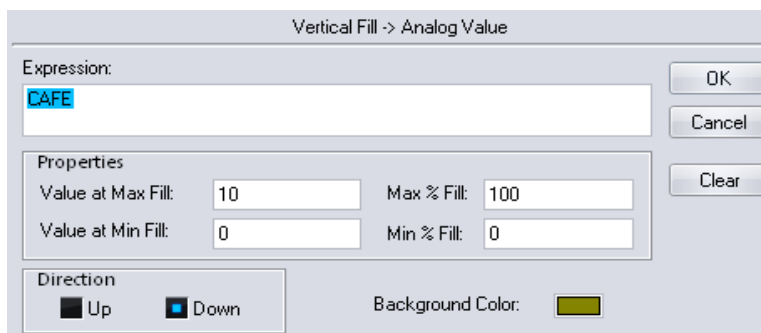 Vertical Fill -> Analog Value
Expression:
CAFE
OK
Cancel
Clear
Properties
Value at Max Fill: 10 Max % Fill: 100
Value at Min Fill: 0 Min % Fill: 0
Direction
Up Down
Background Color: